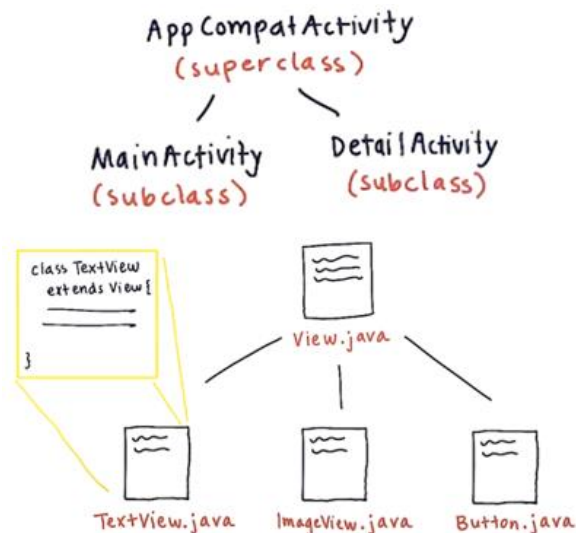 AppCompatActivity
(superclass)
MainActivity
(subclass)
DetailActivity
(subclass)
class TextView
extends View {
}
View.java
TextView.java
ImageView.java
Button.java